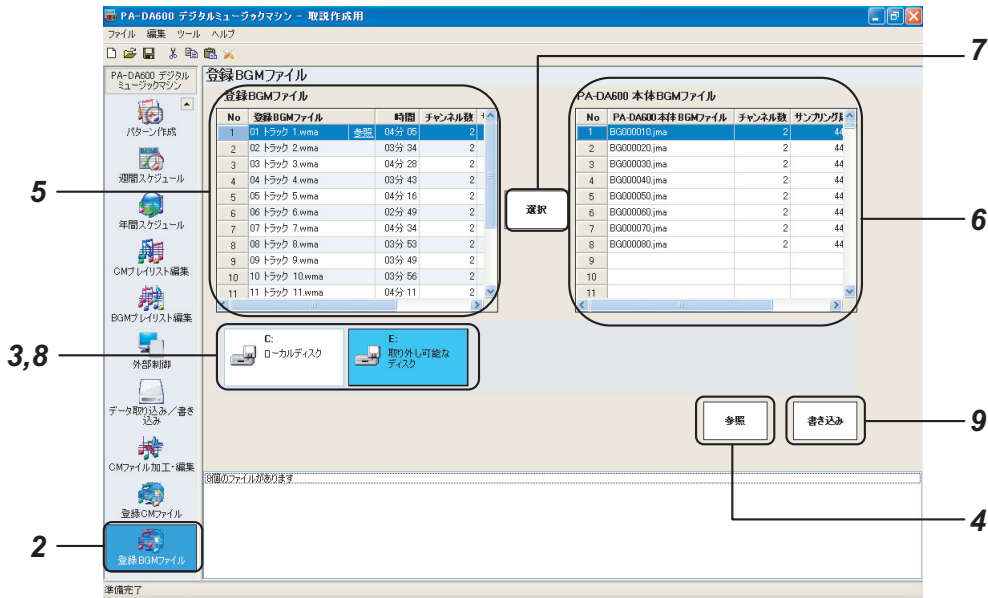 PA-DA600 デジタルミュージックマシン - 取説作成用
ファイル 編集 ツール ヘルプ
PA-DA600 デジタル
ミュージックマシン
パターン作成
週間スケジュール
年間スケジュール
CMプレイリスト編集
BGMプレイリスト編集
外部制御
データ取り込み／書き
込み
CMファイル加工・編集
登録CMファイル
登録BGMファイル
登録BGMファイル
登録BGMファイル
No 登録BGMファイル 時間 チャンネル数
1 01 トラック 1.wma 参照 04分 05 2
2 02 トラック 2.wma 03分 34 2
3 03 トラック 3.wma 04分 28 2
4 04 トラック 4.wma 03分 43 2
5 05 トラック 5.wma 04分 16 2
6 06 トラック 6.wma 02分 49 2
7 07 トラック 7.wma 04分 34 2
8 08 トラック 8.wma 03分 53 2
9 09 トラック 9.wma 03分 49 2
10 10 トラック 10.wma 03分 56 2
11 11 トラック 11.wma 04分 11 2
選択
PA-DA600 本体BGMファイル
No PA-DA600本体BGMファイル チャンネル数 サンプリング
1 BG000010.jma 2 44
2 BG000020.jma 2 44
3 BG000030.jma 2 44
4 BG000040.jma 2 44
5 BG000050.jma 2 44
6 BG000060.jma 2 44
7 BG000070.jma 2 44
8 BG000080.jma 2 44
9
10
11
C:
ローカルディスク
E:
取り外し可能な
ディスク
参照
書き込み
8個のファイルがあります
準備完了
7
5
6
3,8
9
4
2